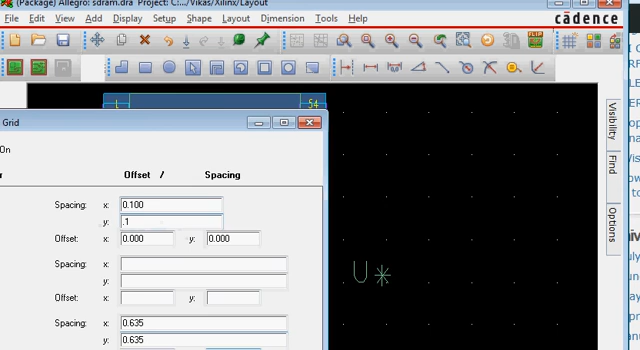 (Package) Allegro: sdram.dra Project: C:.../Vikas/Xilinx/Layout
File Edit View Add Display Setup Shape Layout Dimension Tools Help
cādence
FLIP
L 54
Grid
On
Offset / Spacing
Spacing: x: 0.100
y: .1
Offset: x: 0.000 y: 0.000
Spacing: x:
y:
Offset: x: y:
Spacing: x: 0.635
y: 0.635
U*
Visibility
Find
Options